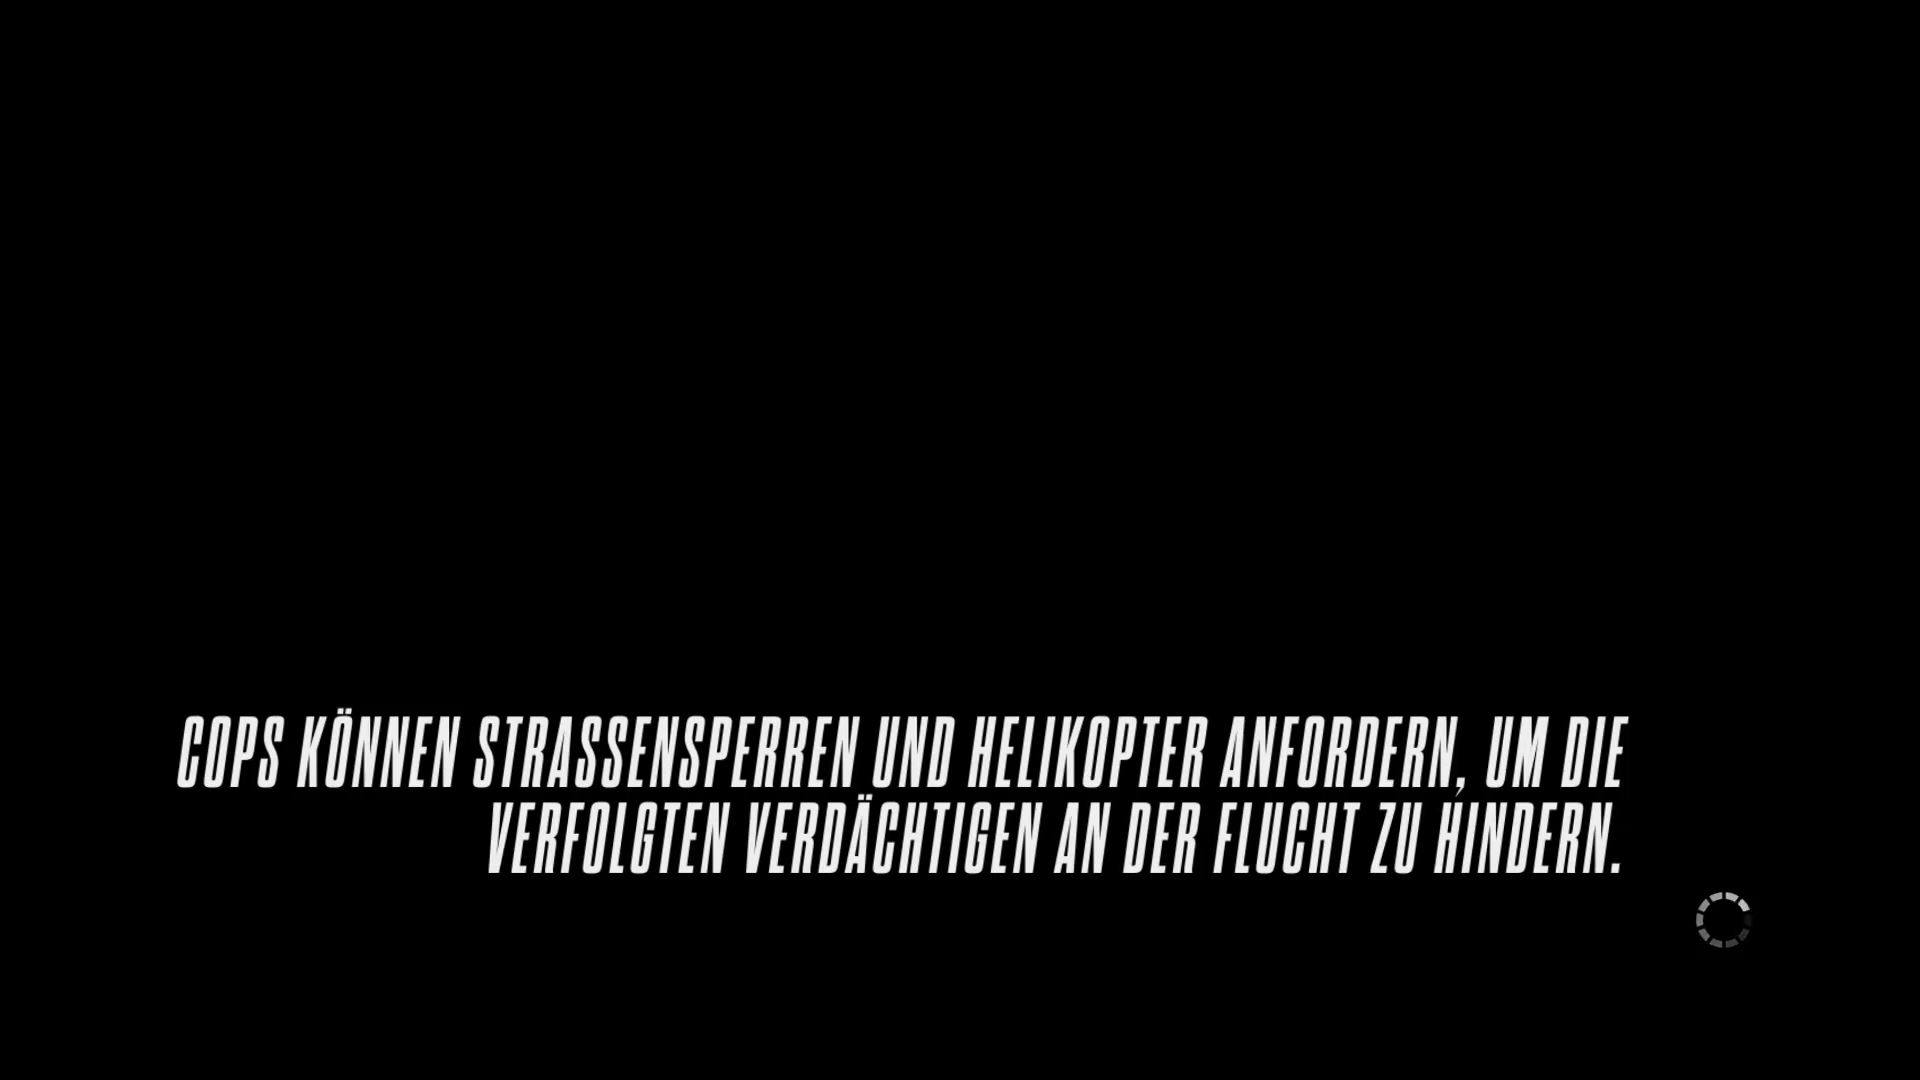 COPS KÖNNEN STRASSENSPERREN UND HELIKOPTER ANFORDERN, UM DIE
VERFOLGTEN VERDÄCHTIGEN AN DER FLUCHT ZU HINDERN.